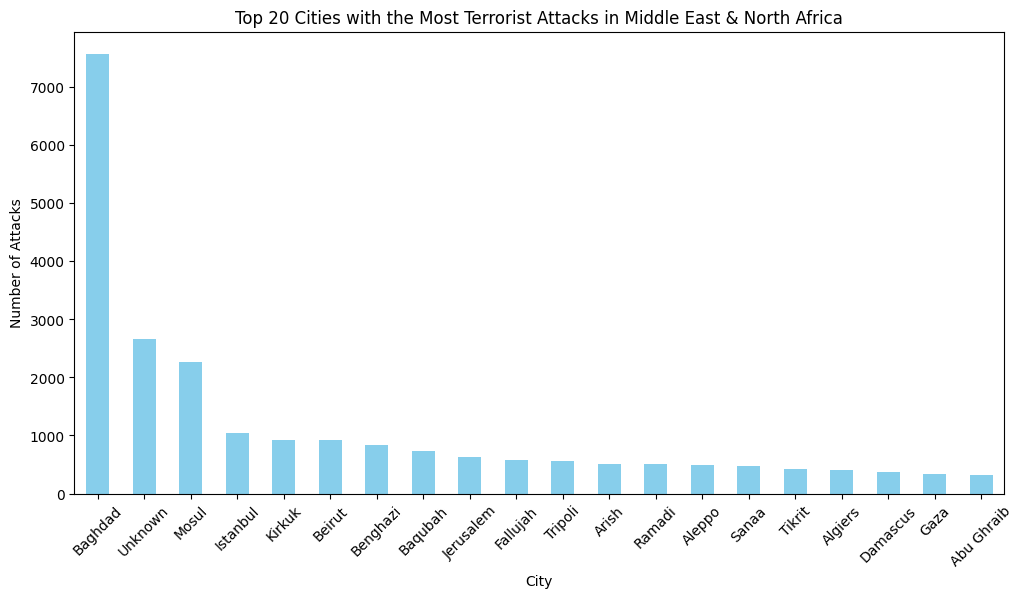 Top 20 Cities with the Most Terrorist Attacks in Middle East & North Africa
Number of Attacks
7000
6000
5000
4000
3000
2000
1000
0
Baghdad
Unknown
Mosul
Istanbul
Kirkuk
Beirut
Benghazi
Baqubah
Jerusalem
Fallujah
Tripoli
Arish
Ramadi
Aleppo
Sanaa
Tikrit
Algiers
Damascus
Gaza
Abu Ghraib
City